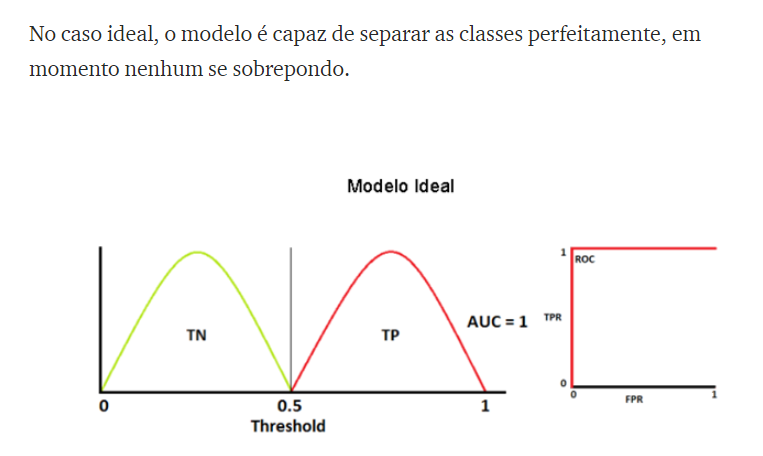 No caso ideal, o modelo é capaz de separar as classes perfeitamente, em
momento nenhum se sobrepondo.
Modelo Ideal
TN
TP
0
0.5
1
Threshold
AUC = 1
TPR
1
ROC
0
0
FPR
1